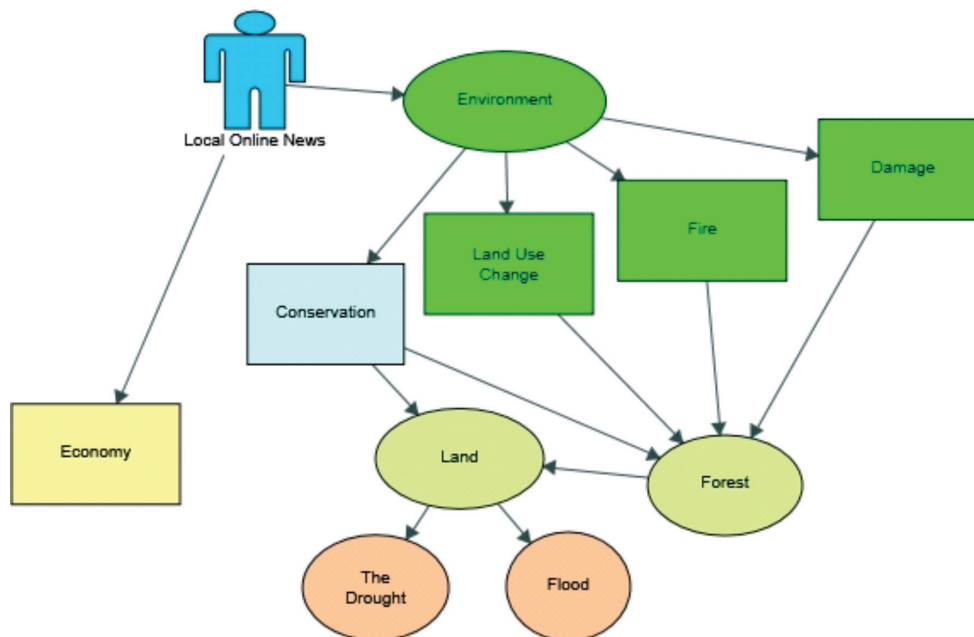 Environment
Local Online News
Damage
Fire
Land Use
Change
Conservation
Economy
Land
Forest
The
Drought
Flood